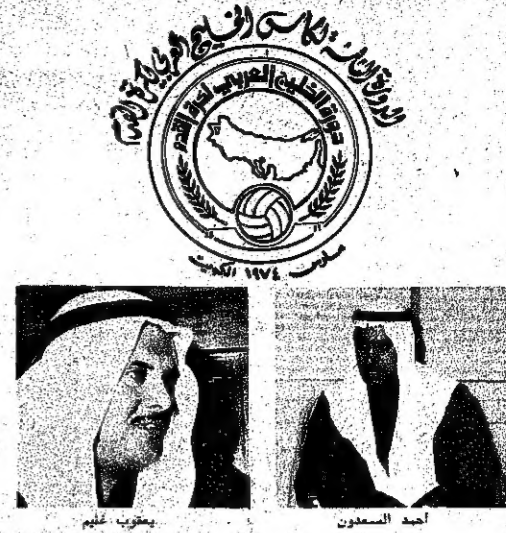 الدورة الثالثة لكأس الخليج العربي لكرة القدم
دورة الخليج العربي لكرة القدم
مارس ١٩٧٤ الكويت
أحمد السعدون
يعقوب غنيم